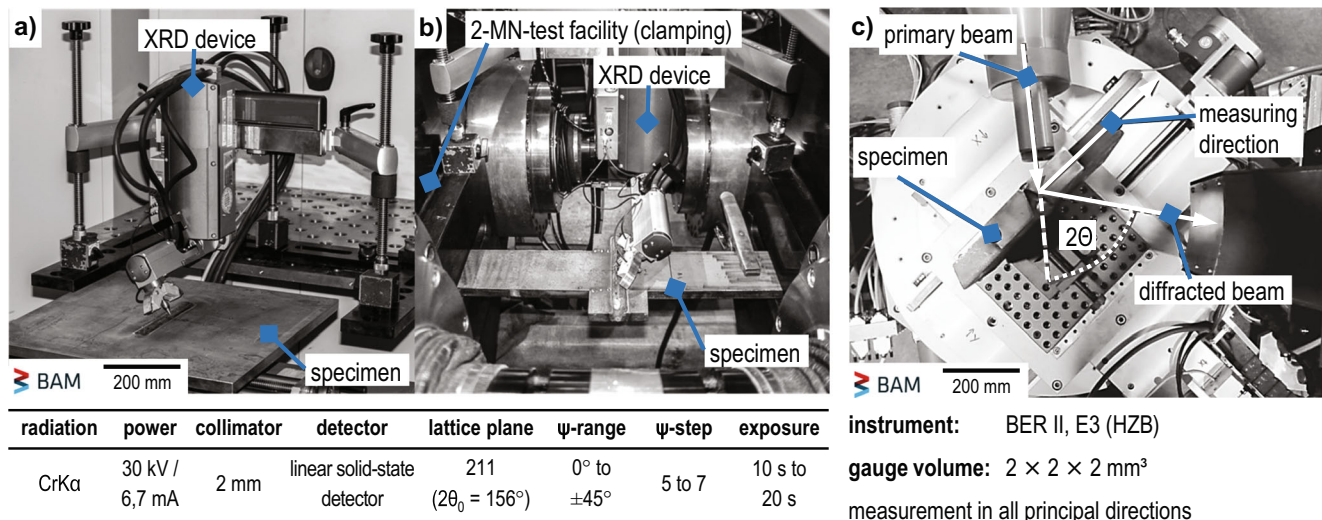 a)
XRD device
specimen
BAM
200 mm
b)
2-MN-test facility (clamping)
XRD device
specimen
c)
primary beam
measuring
direction
specimen
2Θ
diffracted beam
BAM
200 mm
radiation power collimator detector lattice plane ψ-range ψ-step exposure
CrKα 30 kV / 6,7 mA 2 mm linear solid-state detector 211 (2θ₀ = 156°) 0° to ±45° 5 to 7 10 s to 20 s
instrument: BER II, E3 (HZB)
gauge volume: 2 × 2 × 2 mm³
measurement in all principal directions